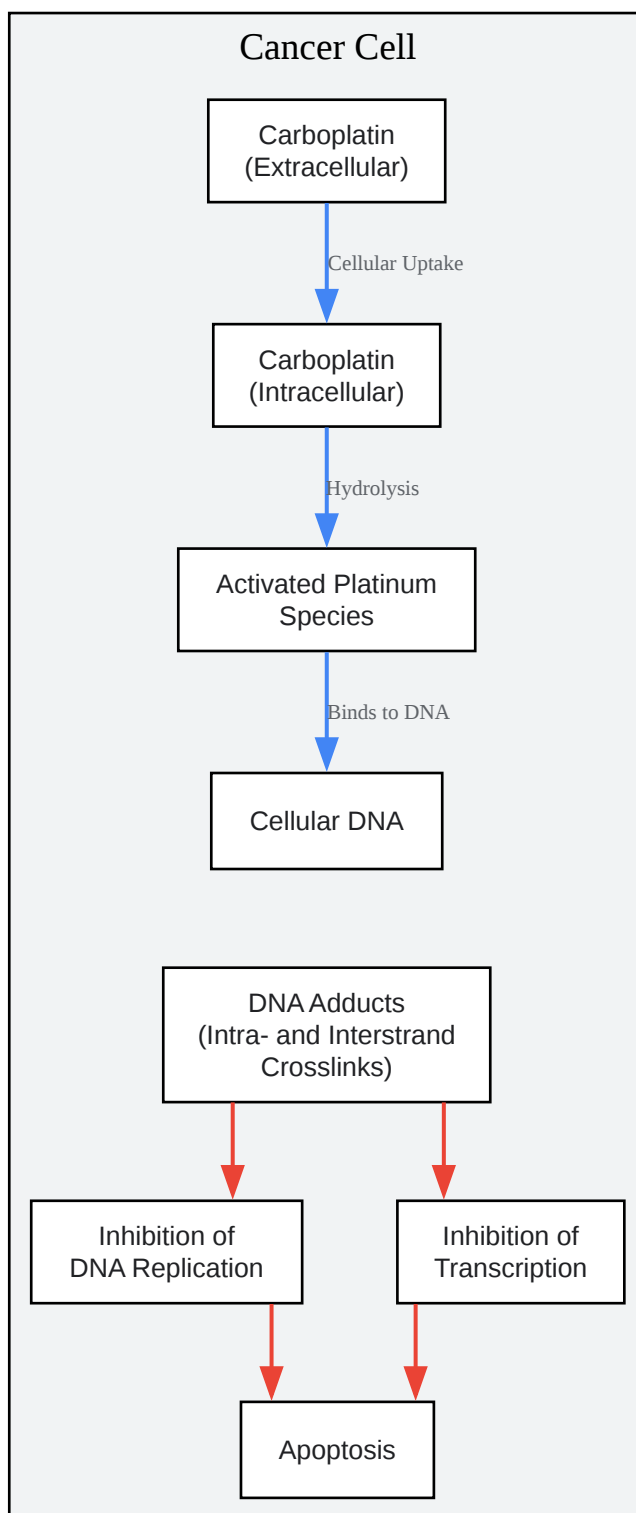 Cancer Cell
Carboplatin
(Extracellular)
Cellular Uptake
Carboplatin
(Intracellular)
Hydrolysis
Activated Platinum
Species
Binds to DNA
Cellular DNA
DNA Adducts
(Intra- and Interstrand
Crosslinks)
Inhibition of
DNA Replication
Inhibition of
Transcription
Apoptosis